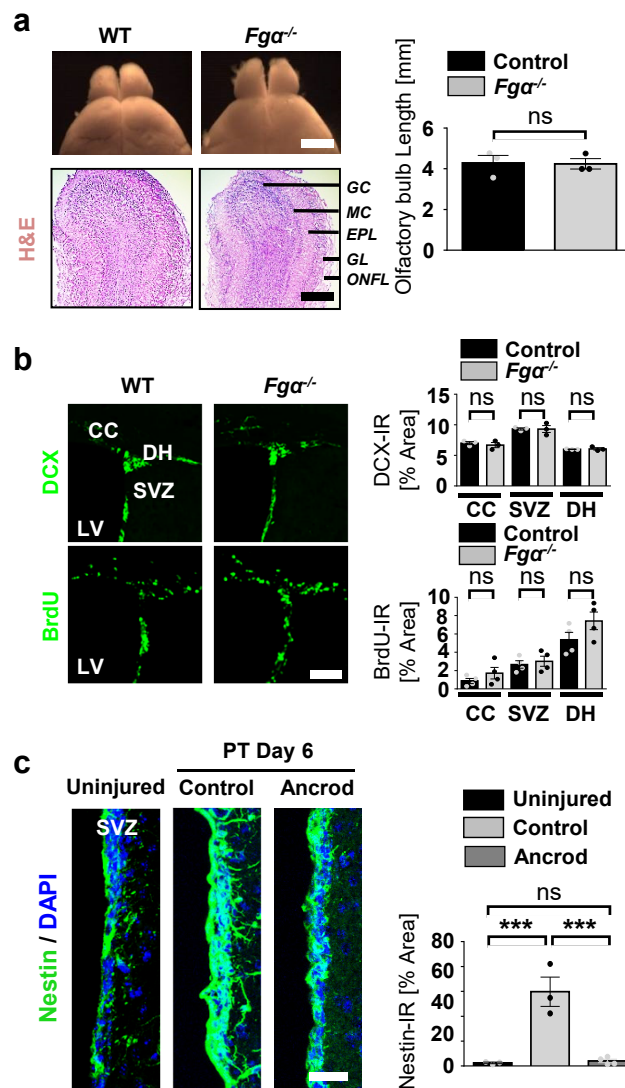 a
WT
Fgα-/-
H&E
GC
MC
EPL
GL
ONFL
Control
Fgα-/-
Olfactory bulb Length [mm]
6
4
2
0
ns
b
WT
Fgα-/-
DCX
CC
DH
SVZ
LV
BrdU
LV
Control
Fgα-/-
DCX-IR
[% Area]
15
10
5
0
ns
ns
ns
CC
SVZ
DH
Control
Fgα-/-
BrdU-IR
[% Area]
10
8
6
4
2
0
ns
ns
ns
CC
SVZ
DH
c
PT Day 6
Uninjured
Control
Ancrod
Nestin / DAPI
SVZ
Uninjured
Control
Ancrod
Nestin-IR [% Area]
80
60
40
20
0
ns
***
***